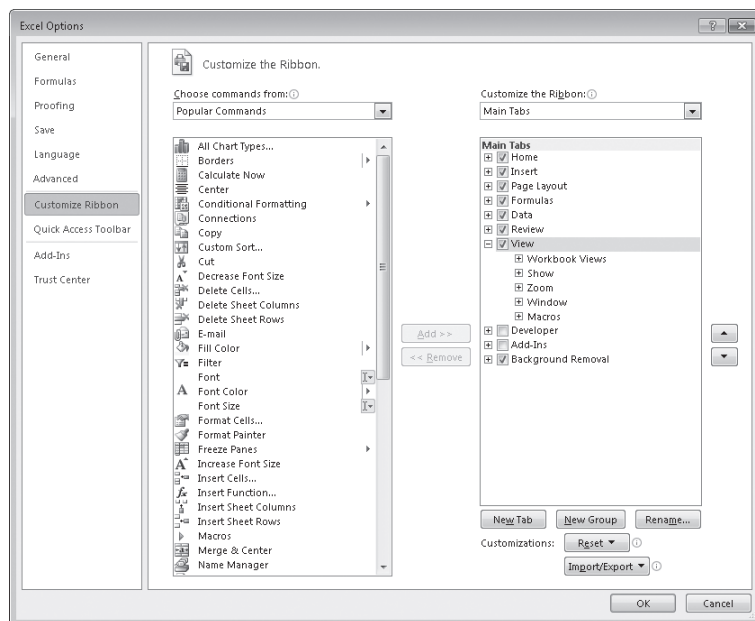 Excel Options
General
Formulas
Proofing
Save
Language
Advanced
Customize Ribbon
Quick Access Toolbar
Add-Ins
Trust Center
Customize the Ribbon.
Choose commands from:
Popular Commands
All Chart Types...
Borders
Calculate Now
Center
Conditional Formatting
Connections
Copy
Custom Sort...
Cut
Decrease Font Size
Delete Cells...
Delete Sheet Columns
Delete Sheet Rows
E-mail
Fill Color
Filter
Font
Font Color
Font Size
Format Cells...
Format Painter
Freeze Panes
Increase Font Size
Insert Cells...
Insert Function...
Insert Sheet Columns
Insert Sheet Rows
Macros
Merge & Center
Name Manager
Add >>
<< Remove
Customize the Ribbon:
Main Tabs
Main Tabs
Home
Insert
Page Layout
Formulas
Data
Review
View
Workbook Views
Show
Zoom
Window
Macros
Developer
Add-Ins
Background Removal
New Tab New Group Rename...
Customizations: Reset
Import/Export
OK Cancel